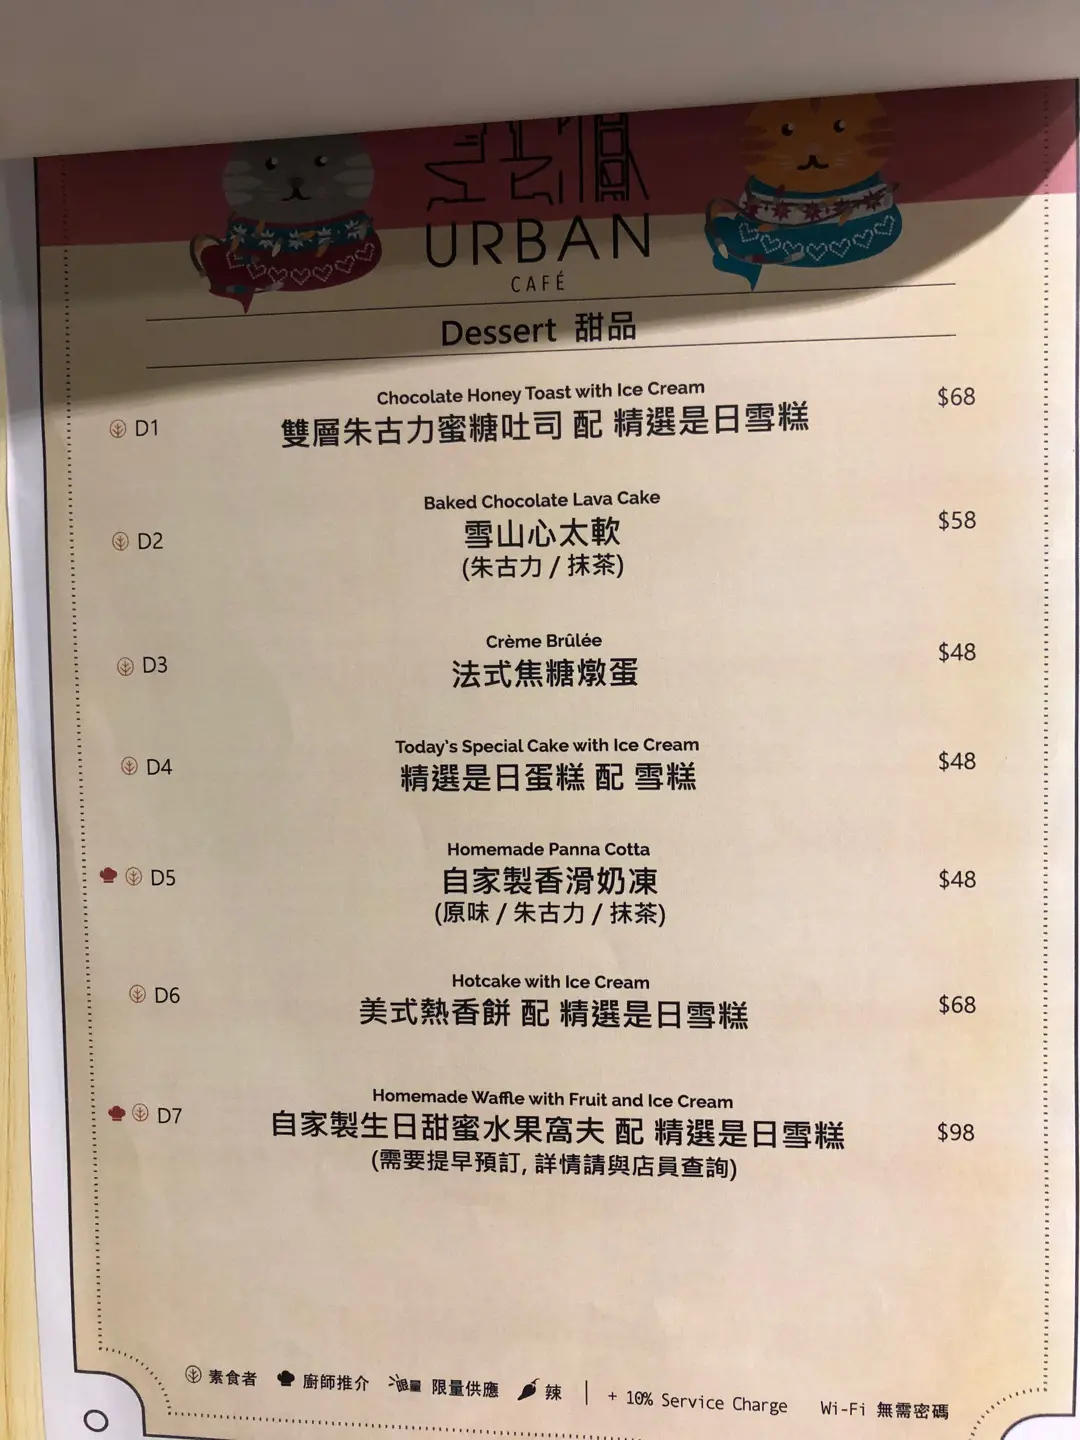 URBAN
CAFÉ
Dessert 甜品
Chocolate Honey Toast with Ice Cream
D1 雙層朱古力蜜糖吐司 配 精選是日雪糕 $68
Baked Chocolate Lava Cake
D2 雪山心太軟 $58
(朱古力 / 抹茶)
Crème Brûlée
D3 法式焦糖燉蛋 $48
Today's Special Cake with Ice Cream
D4 精選是日蛋糕 配 雪糕 $48
Homemade Panna Cotta
D5 自家製香滑奶凍 $48
(原味 / 朱古力 / 抹茶)
Hotcake with Ice Cream
D6 美式熱香餅 配 精選是日雪糕 $68
Homemade Waffle with Fruit and Ice Cream
D7 自家製生日甜蜜水果窩夫 配 精選是日雪糕 $98
(需要提早預訂, 詳情請與店員查詢)
素食者 廚師推介 限量 限量供應 辣 | + 10% Service Charge Wi-Fi 無需密碼